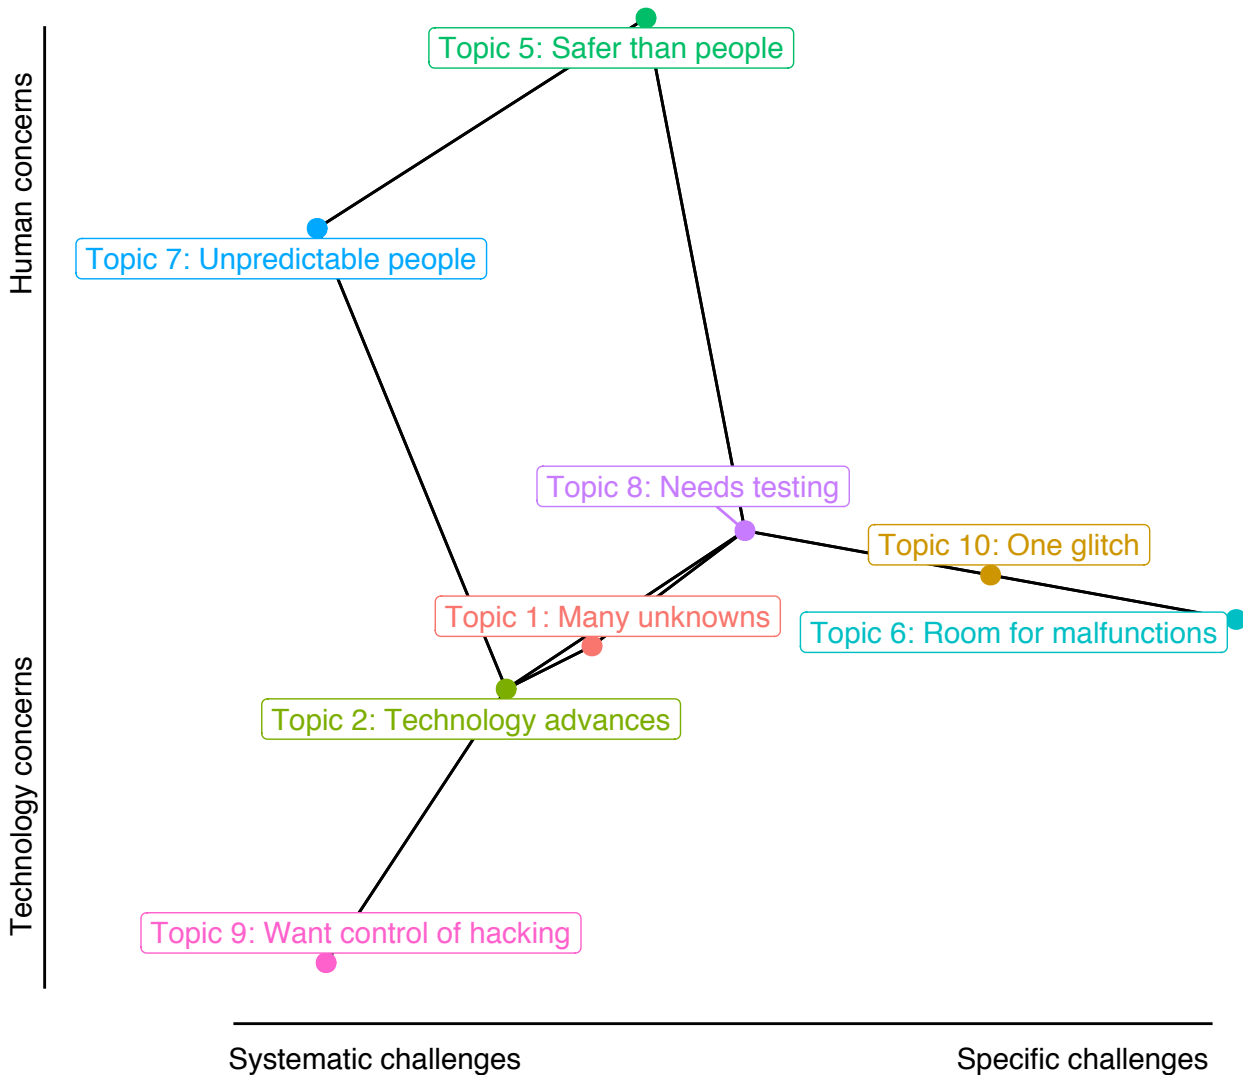 Topic 5: Safer than people
Human concerns
Topic 7: Unpredictable people
Topic 8: Needs testing
Topic 10: One glitch
Topic 1: Many unknowns
Topic 6: Room for malfunctions
Technology concerns
Topic 2: Technology advances
Topic 9: Want control of hacking
Systematic challenges
Specific challenges